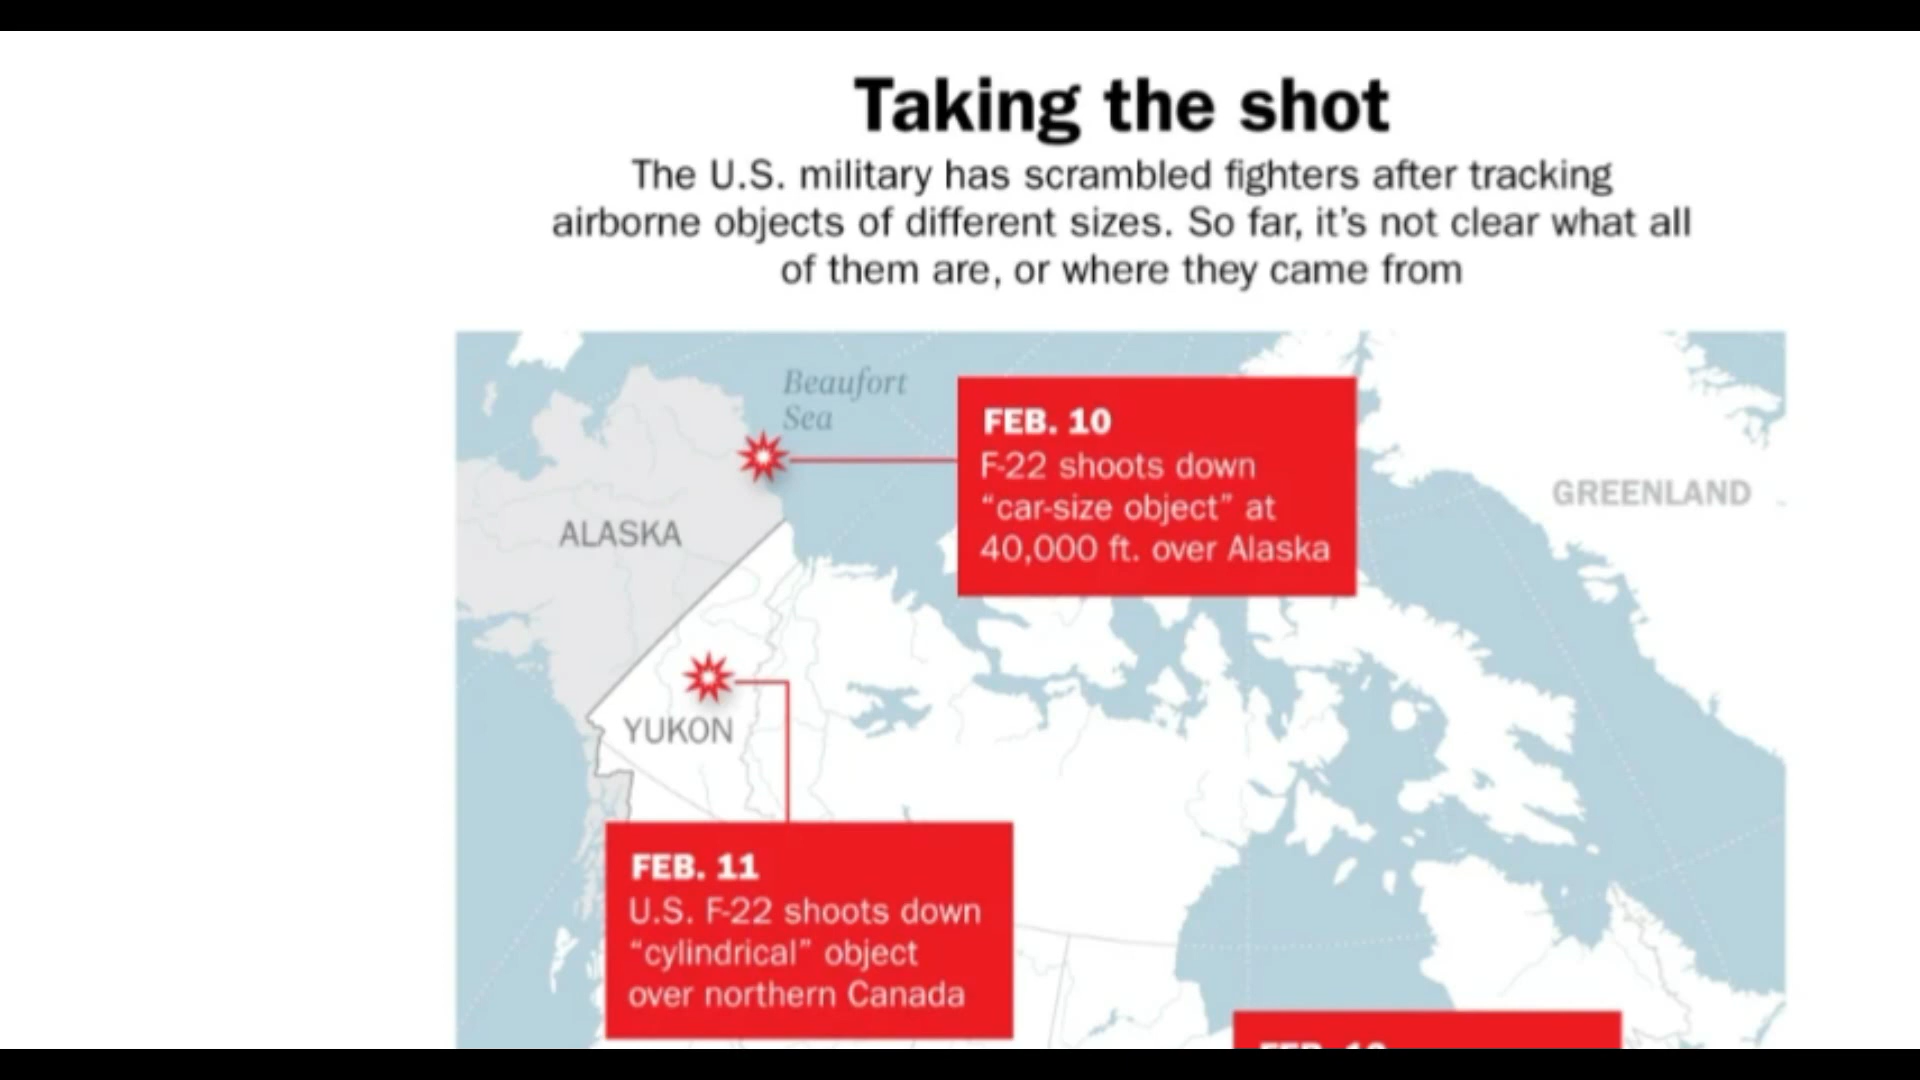 Taking the shot
The U.S. military has scrambled fighters after tracking
airborne objects of different sizes. So far, it’s not clear what all
of them are, or where they came from
Beaufort
Sea
FEB. 10
F-22 shoots down
“car-size object” at
40,000 ft. over Alaska
GREENLAND
ALASKA
YUKON
FEB. 11
U.S. F-22 shoots down
“cylindrical” object
over northern Canada